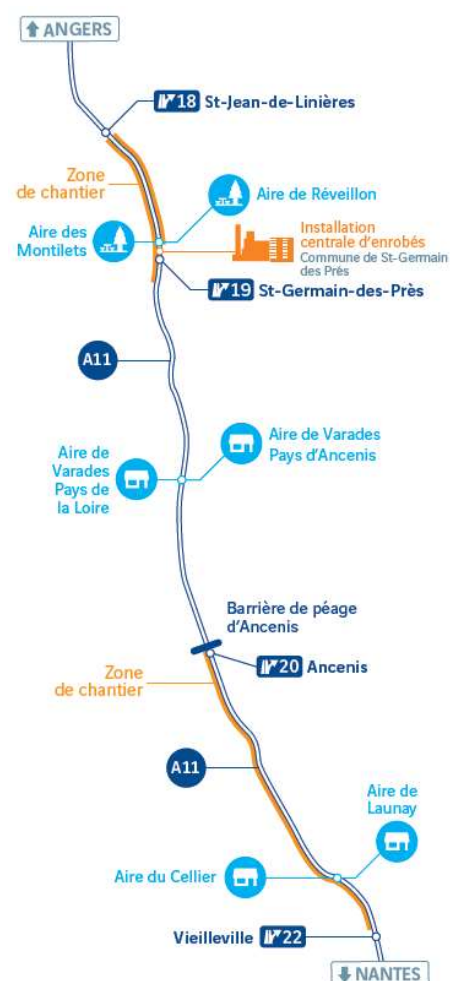 ANGERS
18 St-Jean-de-Linières
Zone
de chantier
Aire de Réveillon
Aire des
Montilets
Installation
centrale d'enrobés
Commune de St-Germain
des Près
19 St-Germain-des-Près
A11
Aire de Varades
Pays d'Ancenis
Aire de
Varades
Pays de
la Loire
Barrière de péage
d'Ancenis
20 Ancenis
Zone
de chantier
A11
Aire de
Launay
Aire du Cellier
Vieilleville 22
NANTES